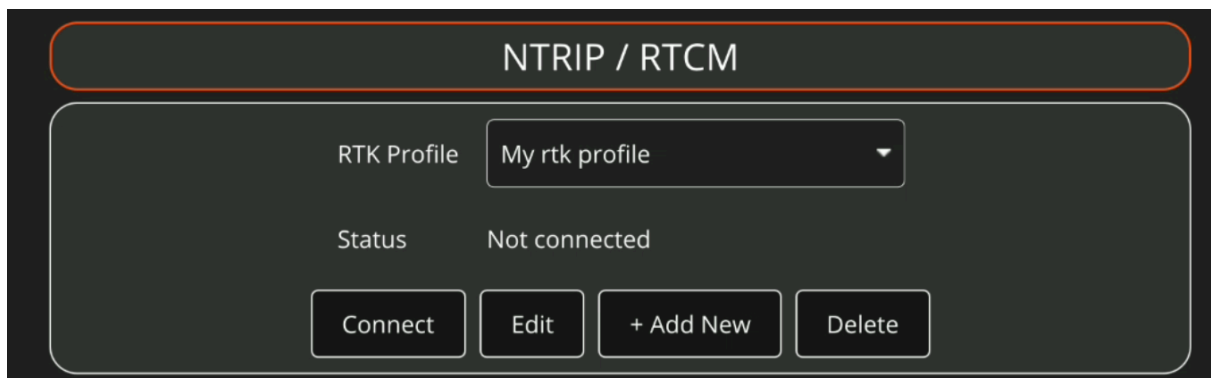 NTRIP / RTCM
RTK Profile My rtk profile
Status Not connected
Connect Edit + Add New Delete